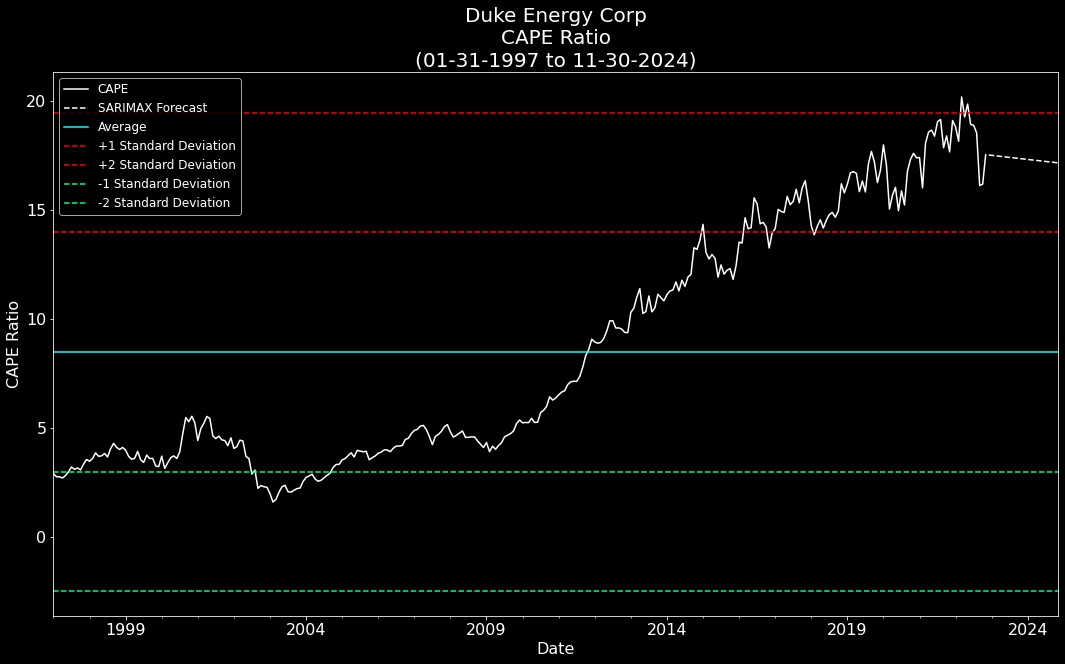 Duke Energy Corp
CAPE Ratio
(01-31-1997 to 11-30-2024)
CAPE
SARIMAX Forecast
Average
+1 Standard Deviation
+2 Standard Deviation
-1 Standard Deviation
-2 Standard Deviation
CAPE Ratio
20
15
10
5
0
1999 2004 2009 2014 2019 2024
Date